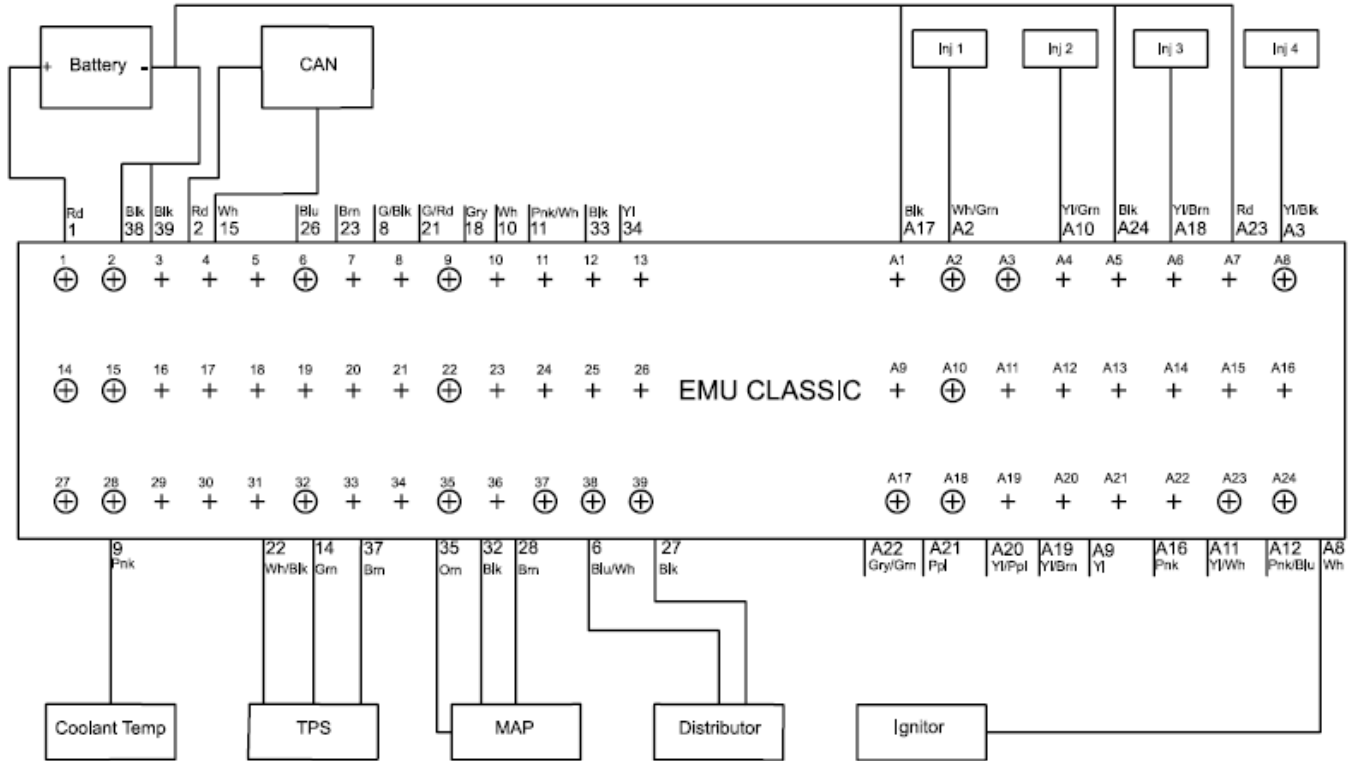 Inj 1 Inj 2 Inj 3 Inj 4
+ Battery - CAN
Rd Blk Blk Rd Wh Blu Brn G/Blk G/Rd Gry Wh Pnk/Wh Blk Yl Blk Wh/Grn Yl/Grn Blk Yl/Brn Rd Yl/Blk
1 38 39 2 15 26 23 8 21 18 10 11 33 34 A17 A2 A10 A24 A18 A23 A3
1 2 3 4 5 6 7 8 9 10 11 12 13 A1 A2 A3 A4 A5 A6 A7 A8
14 15 16 17 18 19 20 21 22 23 24 25 26 A9 A10 A11 A12 A13 A14 A15 A16
EMU CLASSIC
27 28 29 30 31 32 33 34 35 36 37 38 39 A17 A18 A19 A20 A21 A22 A23 A24
9 22 14 37 35 32 28 6 27 A22 A21 A20 A19 A9 A16 A11 A12 A8
Pnk Wh/Blk Grn Brn Orn Blk Brn Blu/Wh Blk Gry/Grn Ppl Yl/Ppl Yl/Brn Yl Pnk Yl/Wh Pnk/Blu Wh
Coolant Temp TPS MAP Distributor Ignitor